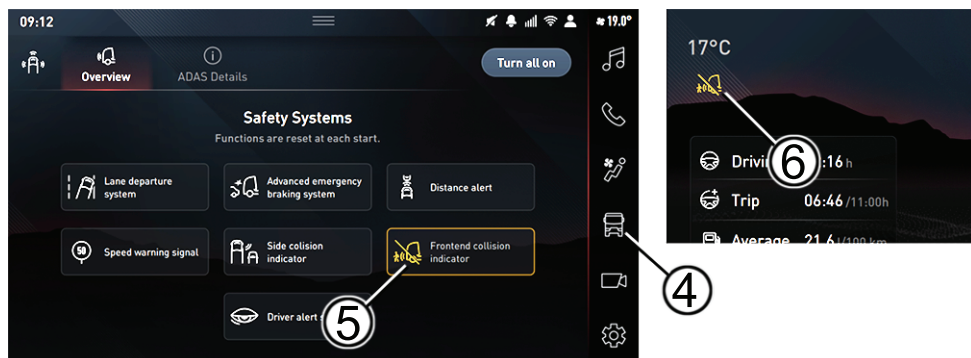 09:12
19.0°
Overview
ADAS Details
Turn all on
Safety Systems
Functions are reset at each start.
Lane departure
system
Advanced emergency
braking system
Distance alert
50
Speed warning signal
Side colision
indicator
Frontend collision
indicator
Driver alert
4
5
17°C
6
:16 h
Trip 06:46 /11:00h
Average 21.6 l/100 km